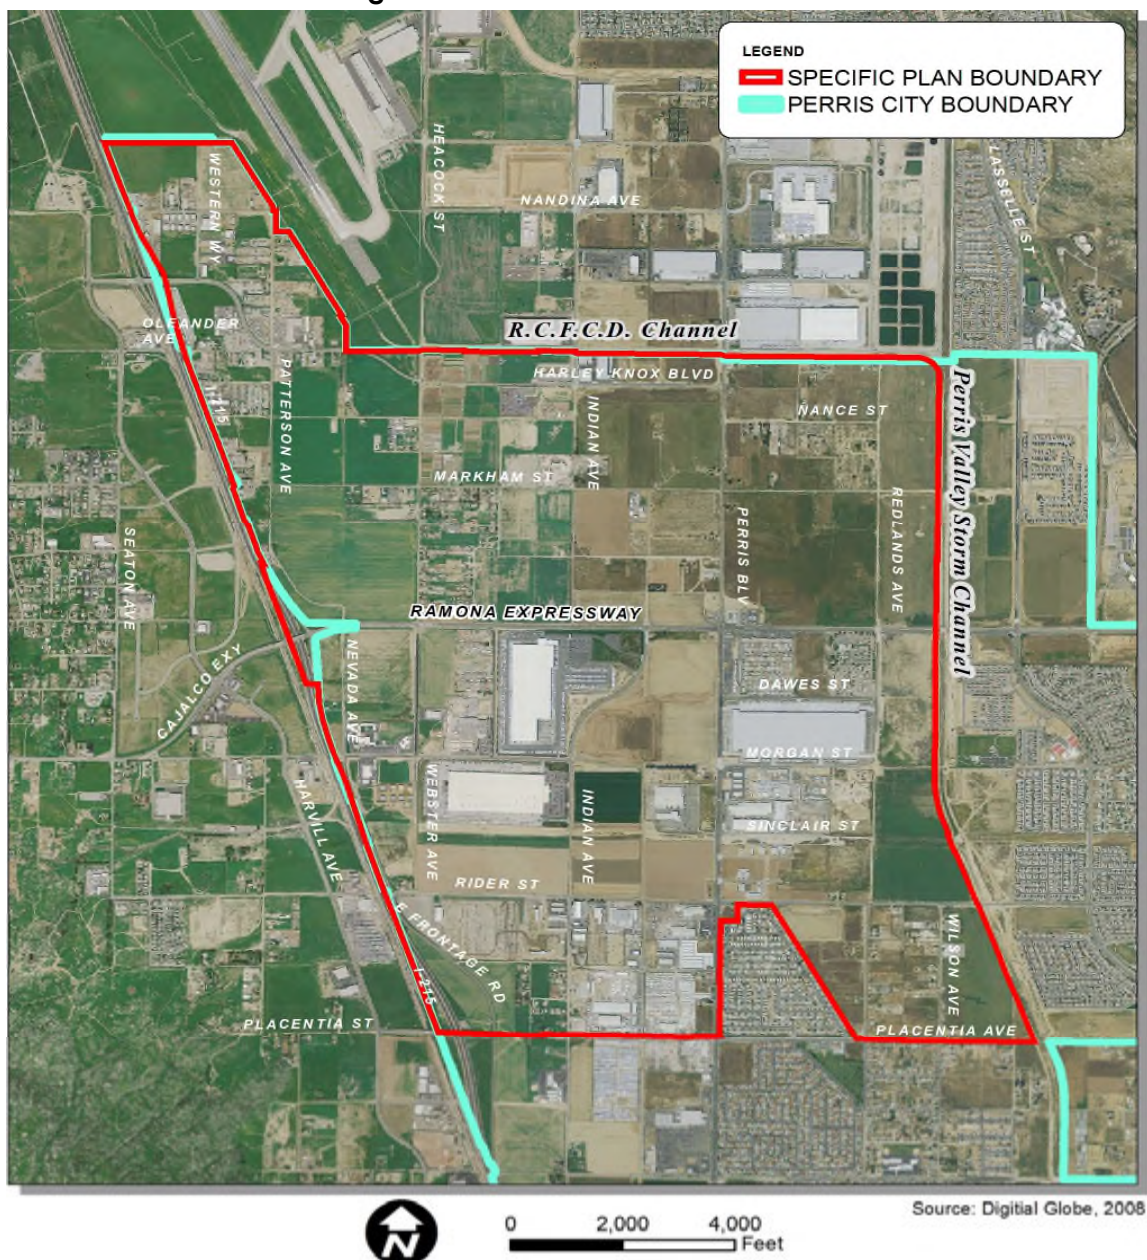 LEGEND
SPECIFIC PLAN BOUNDARY
PERRIS CITY BOUNDARY
HEACOCK ST
LASSELLE ST
WESTERN WY
NANDINA AVE
OLEANDER
AVE
R.C.F.C.D. Channel
HARLEY KNOX BLVD
PATTERSON AVE
I-215
INDIAN AVE
NANCE ST
Perris Valley Storm Channel
MARKHAM ST
REDLANDS AVE
PERRIS BLV
SEATON AVE
RAMONA EXPRESSWAY
CAJALCO EXY
NEVADA AVE
DAWES ST
MORGAN ST
HARVILL AVE
WEBSTER AVE
INDIAN AVE
SINCLAIR ST
RIDER ST
E FRONTAGE RD
WILSON AVE
I-215
PLACENTIA ST
PLACENTIA AVE
Source: Digitial Globe, 2008
N
0 2,000 4,000
Feet